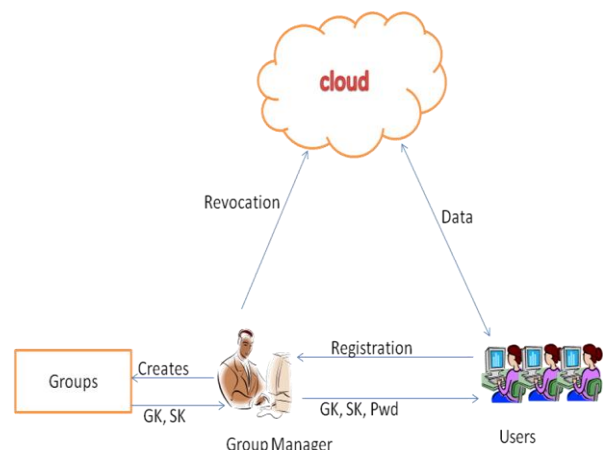 cloud
Revocation
Data
Registration
Creates
Groups
GK, SK
GK, SK, Pwd
Group Manager
Users